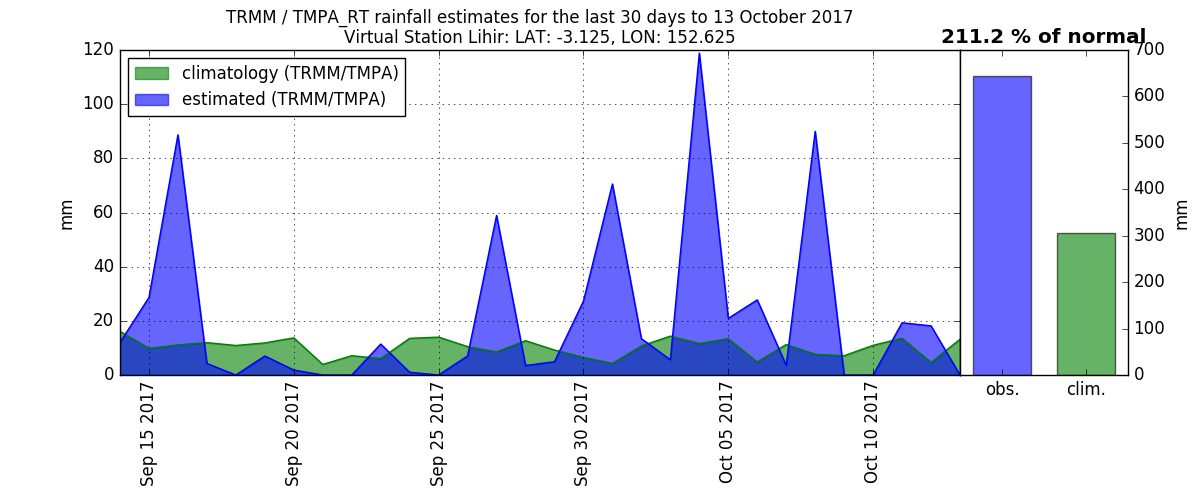 TRMM / TMPA_RT rainfall estimates for the last 30 days to 13 October 2017
Virtual Station Lihir: LAT: -3.125, LON: 152.625
211.2 % of normal
climatology (TRMM/TMPA)
estimated (TRMM/TMPA)
120
100
80
60
40
20
0
mm
Sep 15 2017
Sep 20 2017
Sep 25 2017
Sep 30 2017
Oct 05 2017
Oct 10 2017
700
600
500
400
300
200
100
0
mm
obs.
clim.